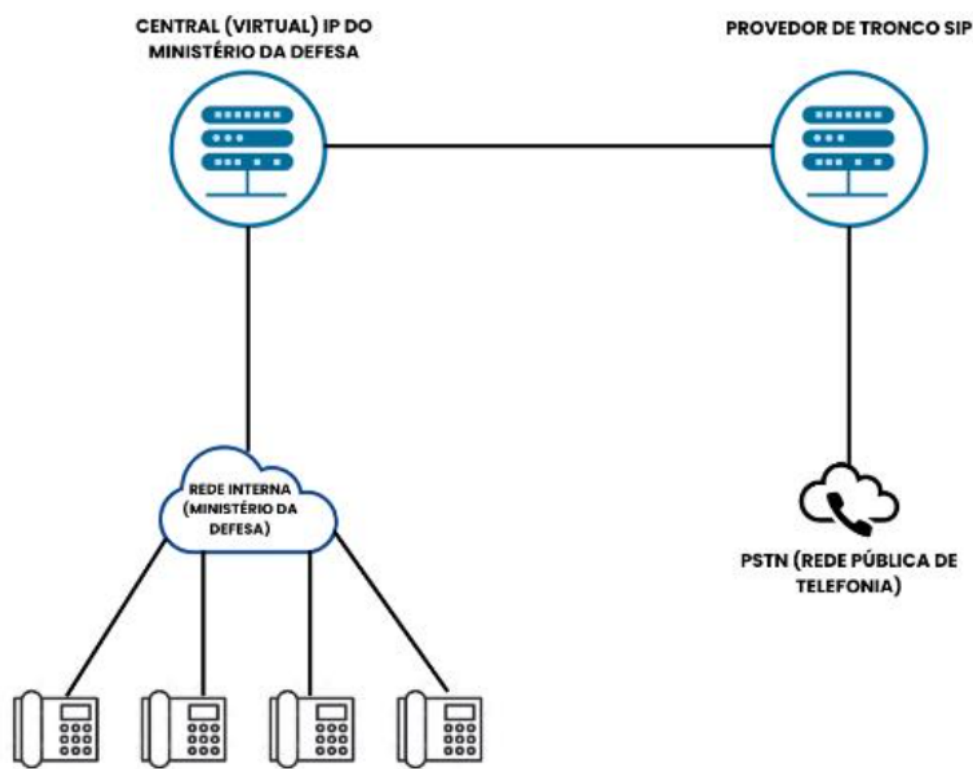 CENTRAL (VIRTUAL) IP DO
MINISTÉRIO DA DEFESA
PROVEDOR DE TRONCO SIP
REDE INTERNA
(MINISTÉRIO DA
DEFESA)
PSTN (REDE PÚBLICA DE
TELEFONIA)